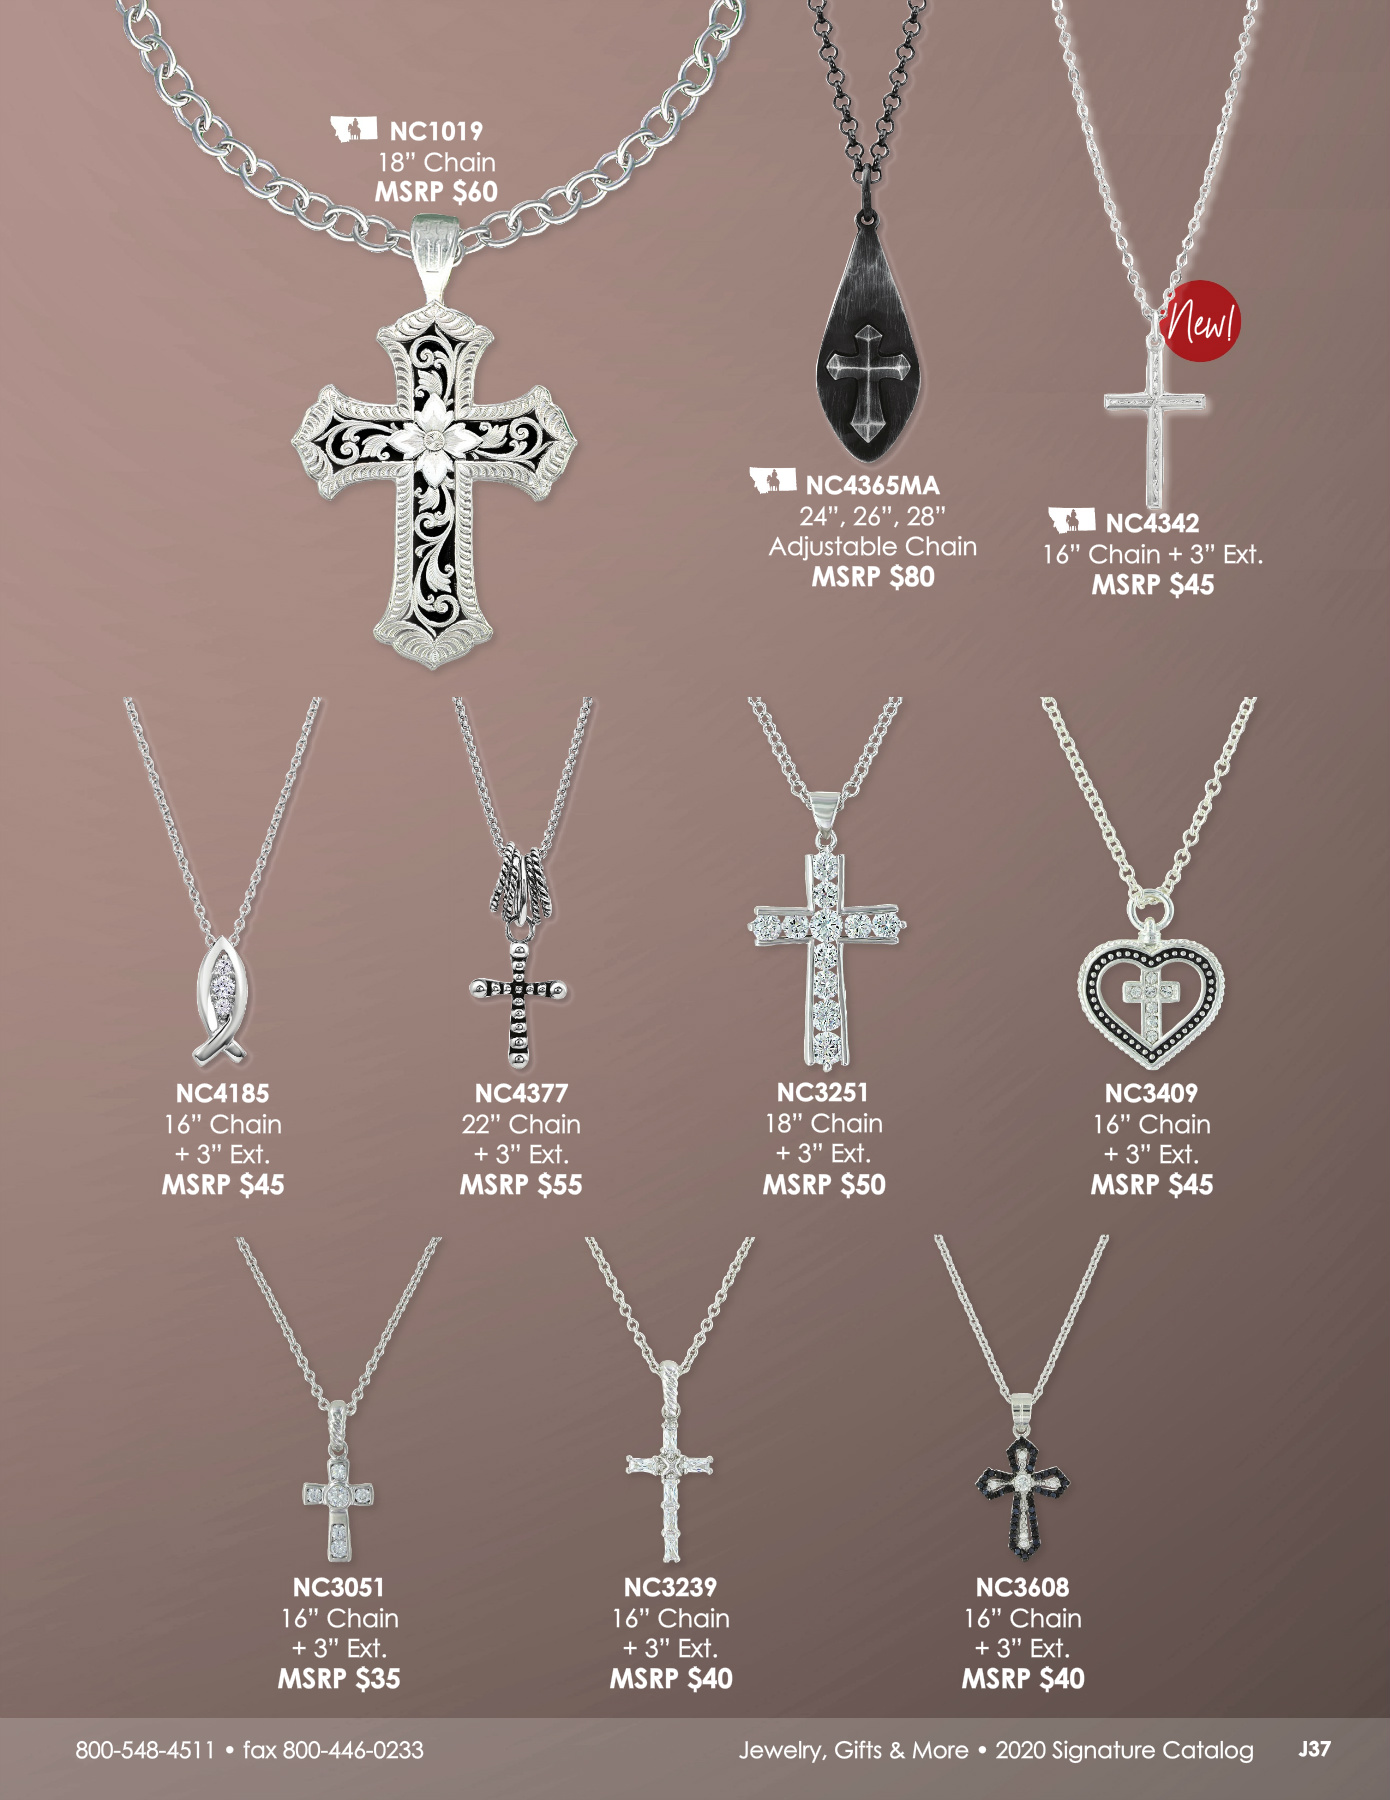 NC1019
18” Chain
MSRP $60
New!
NC4365MA
24”, 26”, 28”
Adjustable Chain
MSRP $80
NC4342
16” Chain + 3” Ext.
MSRP $45
NC4185
16” Chain
+ 3” Ext.
MSRP $45
NC4377
22” Chain
+ 3” Ext.
MSRP $55
NC3251
18” Chain
+ 3” Ext.
MSRP $50
NC3409
16” Chain
+ 3” Ext.
MSRP $45
NC3051
16” Chain
+ 3” Ext.
MSRP $35
NC3239
16” Chain
+ 3” Ext.
MSRP $40
NC3608
16” Chain
+ 3” Ext.
MSRP $40
800-548-4511 • fax 800-446-0233
Jewelry, Gifts & More • 2020 Signature Catalog J37